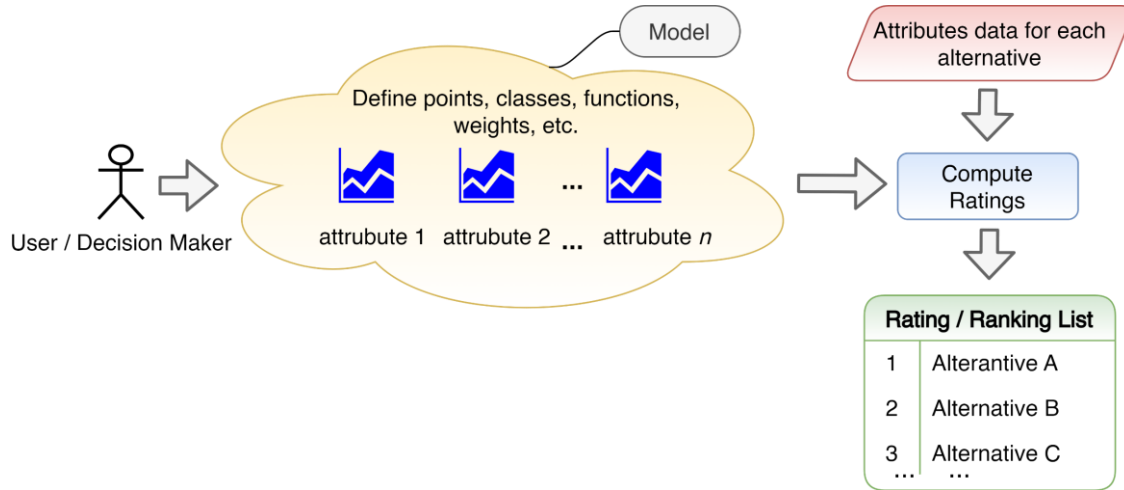 Model
Attributes data for each
alternative
Define points, classes, functions,
weights, etc.
...
attrubute 1 attrubute 2 ... attrubute n
User / Decision Maker
Compute
Ratings
Rating / Ranking List
1 Alterantive A
2 Alternative B
3 Alternative C
... ...